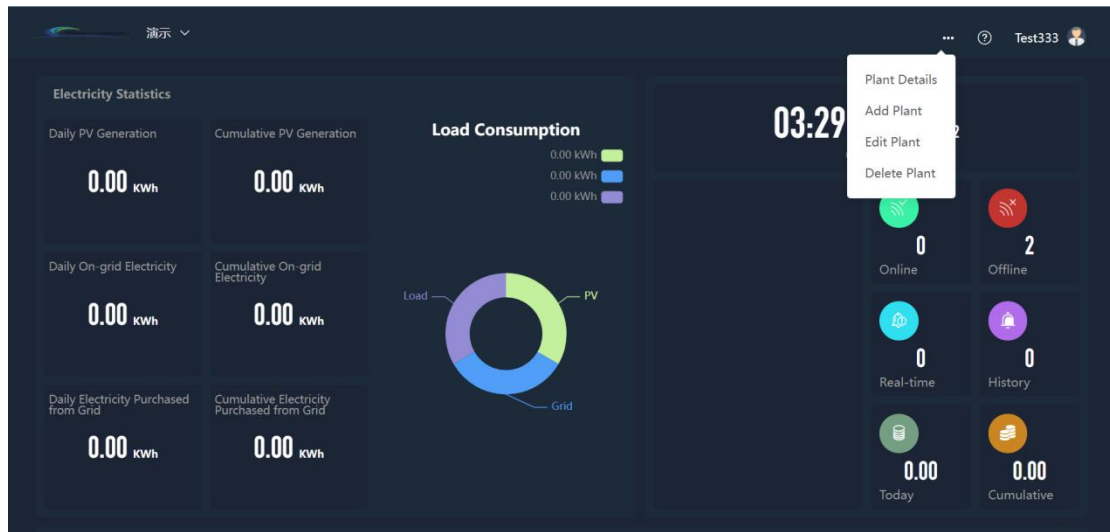 演示
Test333
Plant Details
Add Plant
Edit Plant
Delete Plant
Electricity Statistics
Daily PV Generation
0.00 KWh
Cumulative PV Generation
0.00 KWh
Daily On-grid Electricity
0.00 KWh
Cumulative On-grid
Electricity
0.00 KWh
Daily Electricity Purchased
from Grid
0.00 KWh
Cumulative Electricity
Purchased from Grid
0.00 KWh
Load Consumption
0.00 kWh
0.00 kWh
0.00 kWh
Load
PV
Grid
03:29
2
0
Online
2
Offline
0
Real-time
0
History
0.00
Today
0.00
Cumulative